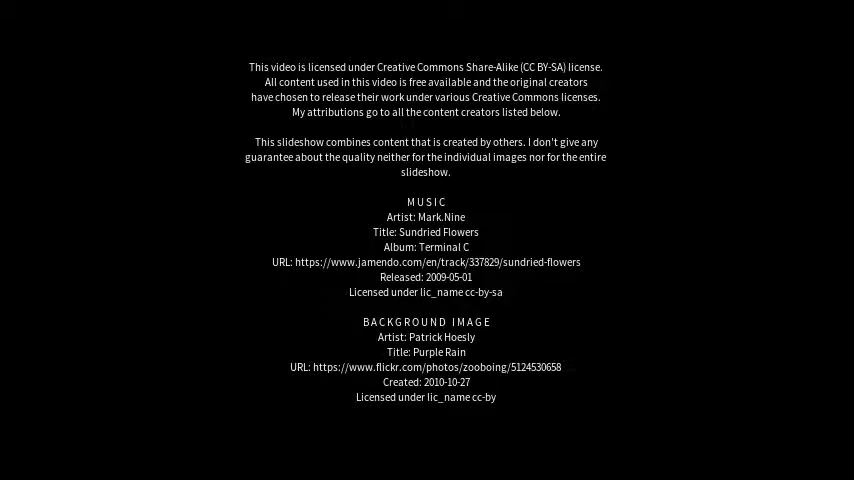 This video is licensed under Creative Commons Share-Alike (CC BY-SA) license.
All content used in this video is free available and the original creators
have chosen to release their work under various Creative Commons licenses.
My attributions go to all the content creators listed below.
This slideshow combines content that is created by others. I don't give any
guarantee about the quality neither for the individual images nor for the entire
slideshow.
MUSIC
Artist: Mark.Nine
Title: Sundried Flowers
Album: Terminal C
URL: https://www.jamendo.com/en/track/337829/sundried-flowers
Released: 2009-05-01
Licensed under lic_name cc-by-sa
BACKGROUND IMAGE
Artist: Patrick Hoesly
Title: Purple Rain
URL: https://www.flickr.com/photos/zooboing/5124530658
Created: 2010-10-27
Licensed under lic_name cc-by